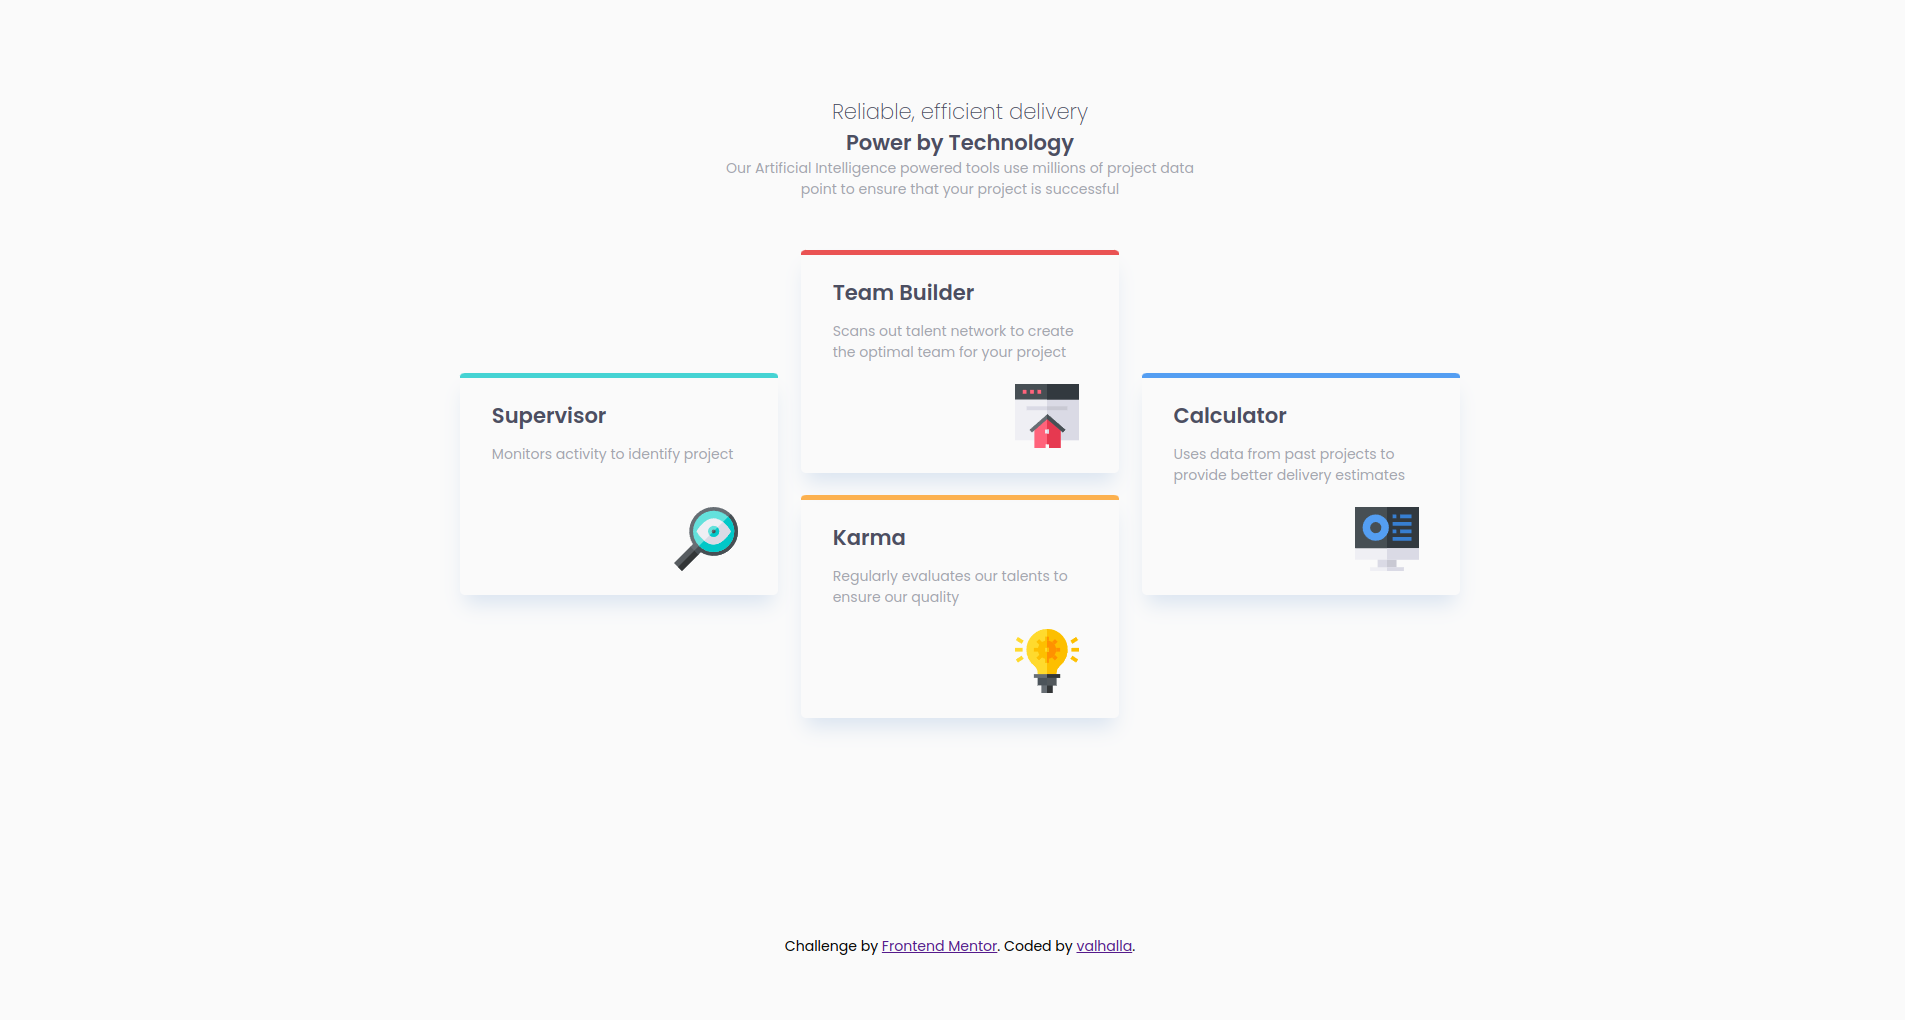 Reliable, efficient delivery
Power by Technology
Our Artificial Intelligence powered tools use millions of project data
point to ensure that your project is successful
Supervisor
Monitors activity to identify project
Team Builder
Scans out talent network to create
the optimal team for your project
Karma
Regularly evaluates our talents to
ensure our quality
Calculator
Uses data from past projects to
provide better delivery estimates
Challenge by Frontend Mentor. Coded by valhalla.